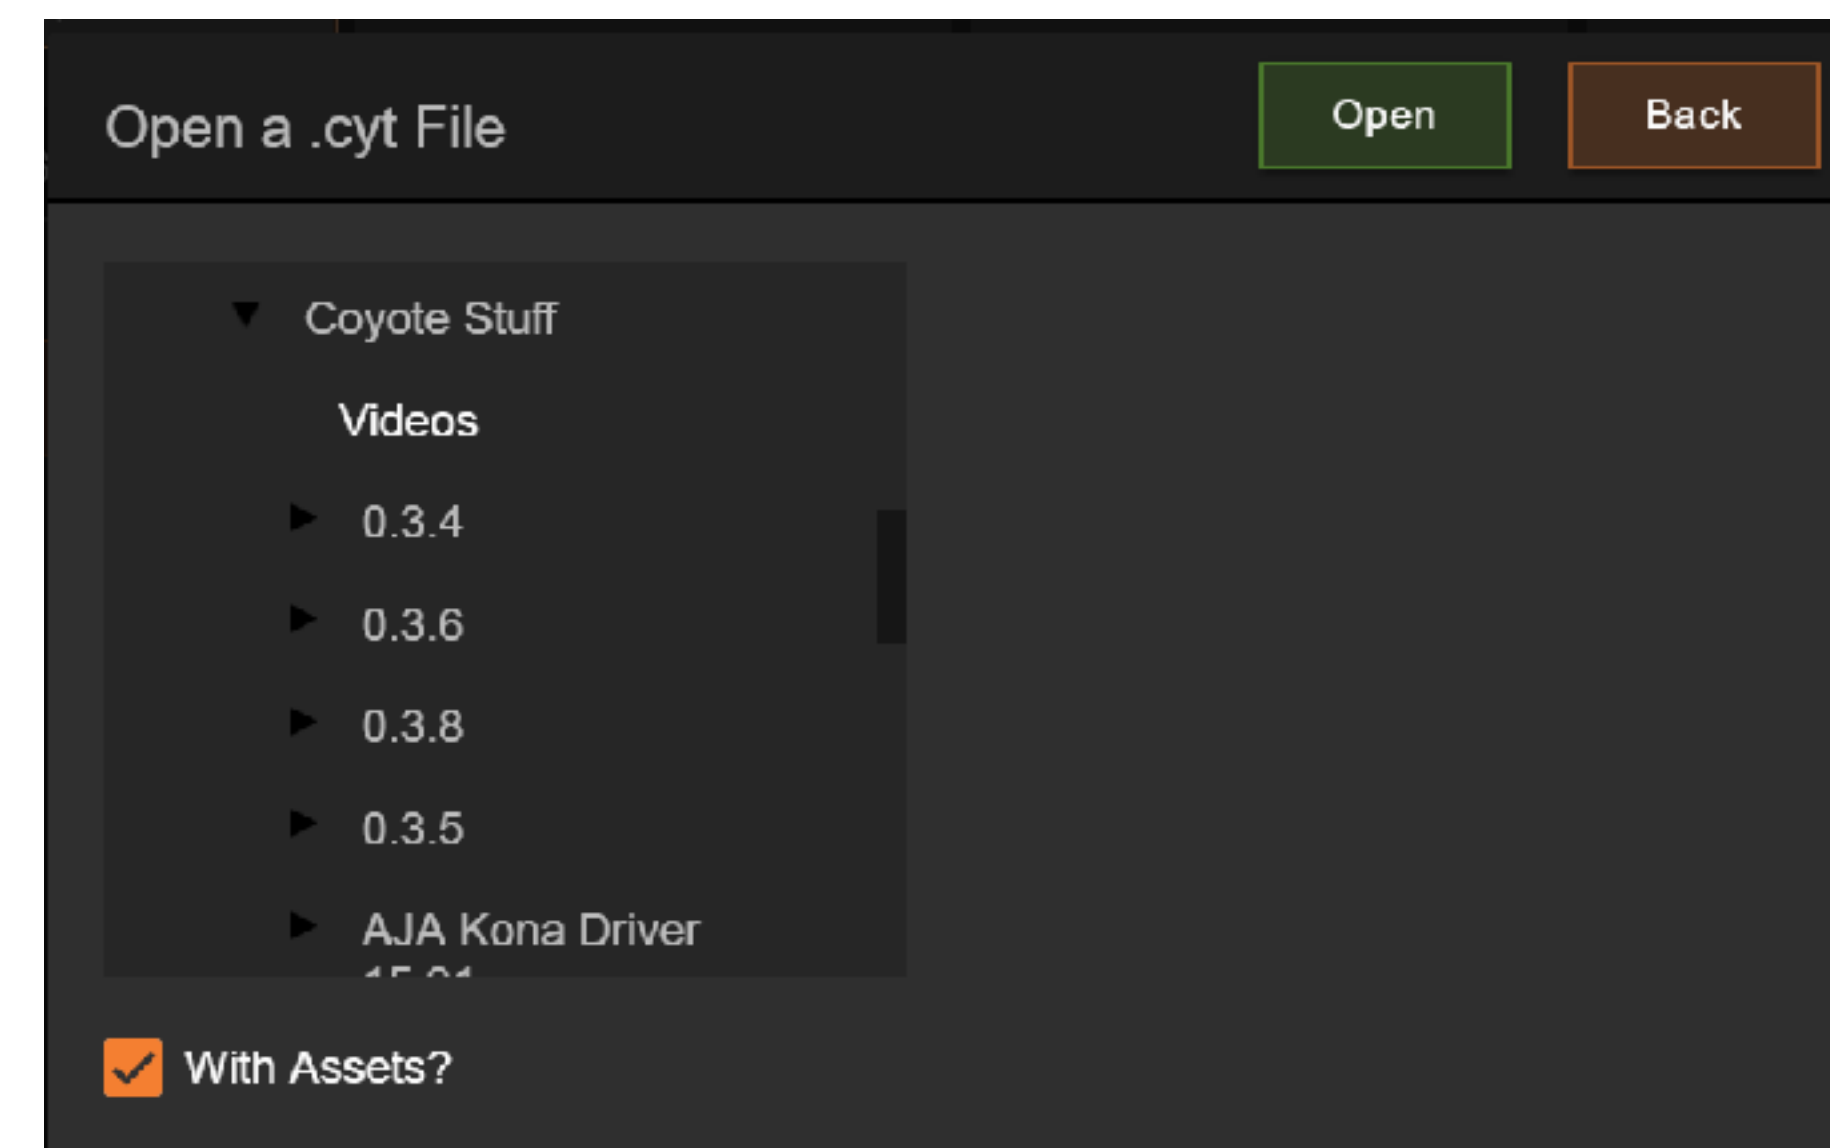 Open a .cyt File
Open
Back
Coyote Stuff
Videos
0.3.4
0.3.6
0.3.8
0.3.5
AJA Kona Driver
With Assets?